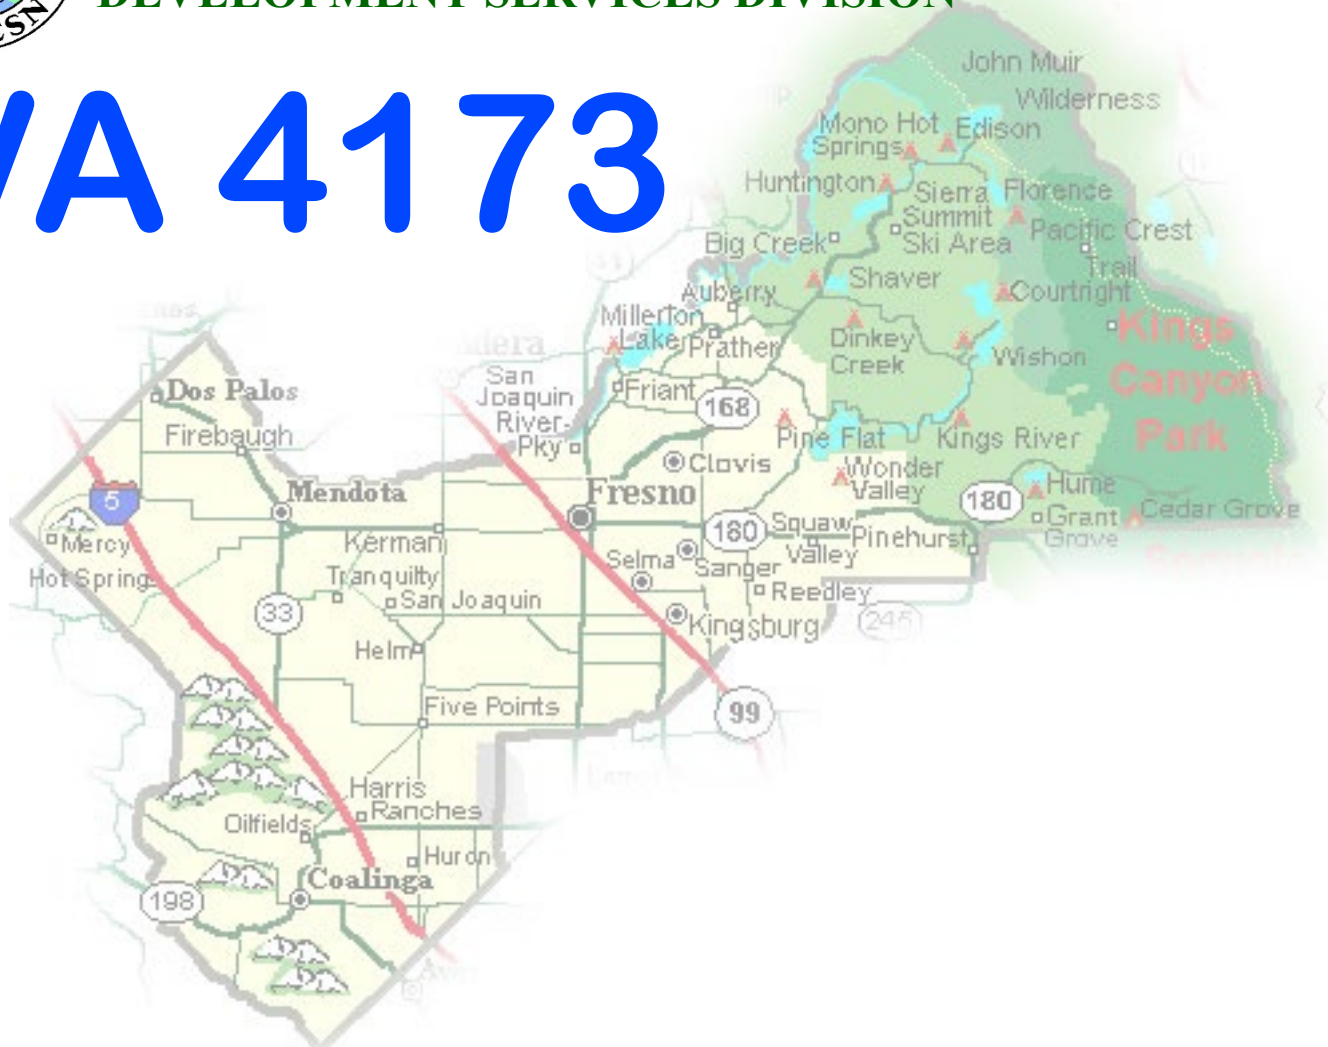 DEVELOPMENT SERVICES DIVISION
VA 4173
John Muir
Wilderness
Mono Hot
Springs
Edison
Huntington
Sierra
Summit
Ski Area
Florence
Pacific Crest
Trail
Big Creek
Shaver
Courtright
Auberry
Millerton
Lake
Prather
Dinkey
Creek
Wishon
Kings
Canyon
Park
San
Joaquin
River
Pky
Friant
168
Dos Palos
Firebaugh
Pine Flat
Kings River
Clovis
Wonder
Valley
5
Mendota
Fresno
180
Hume
Grant
Grove
Cedar Grove
Mercy
Hot Springs
Kerman
180
Squaw
Valley
Pinehurst
Selma
Sanger
Tranquilty
San Joaquin
Reedley
33
Kingsburg
245
Helm
Five Points
99
Harris
Ranches
Oilfields
Huron
Coalinga
198